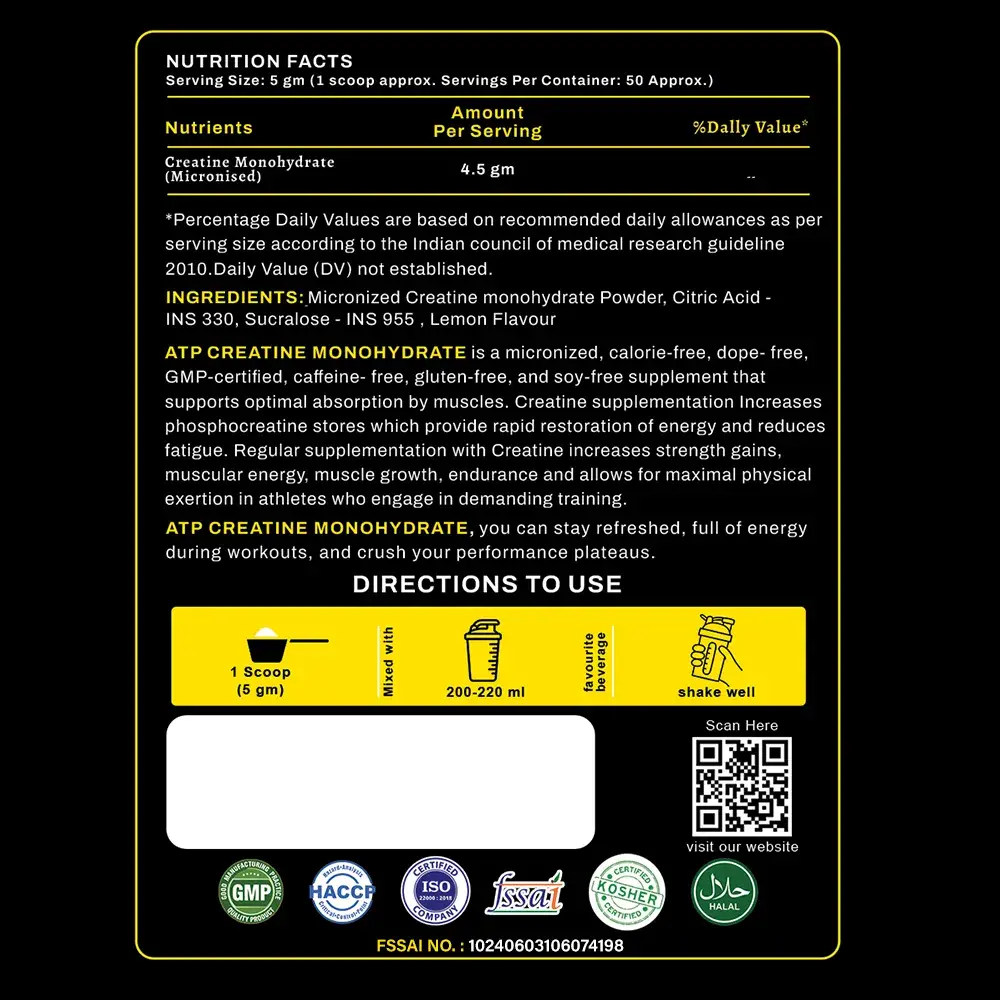 NUTRITION FACTS
Serving Size: 5 gm (1 scoop approx. Servings Per Container: 50 Approx.)
Nutrients Amount Per Serving %Dally Value*
Creatine Monohydrate (Micronised) 4.5 gm --
*Percentage Daily Values are based on recommended daily allowances as per
serving size according to the Indian council of medical research guideline
2010.Daily Value (DV) not established.
INGREDIENTS: Micronized Creatine monohydrate Powder, Citric Acid -
INS 330, Sucralose - INS 955 , Lemon Flavour
ATP CREATINE MONOHYDRATE is a micronized, calorie-free, dope- free,
GMP-certified, caffeine- free, gluten-free, and soy-free supplement that
supports optimal absorption by muscles. Creatine supplementation Increases
phosphocreatine stores which provide rapid restoration of energy and reduces
fatigue. Regular supplementation with Creatine increases strength gains,
muscular energy, muscle growth, endurance and allows for maximal physical
exertion in athletes who engage in demanding training.
ATP CREATINE MONOHYDRATE, you can stay refreshed, full of energy
during workouts, and crush your performance plateaus.
DIRECTIONS TO USE
1 Scoop
(5 gm)
Mixed with
200-220 ml
favourite
beverage
shake well
Scan Here
visit our website
GOOD MANUFACTURING PRACTICE
GMP
QUALITY PRODUCT
Hazard-Analysis
HACCP
Critical-Control-Point
CERTIFIED
ISO
22000 : 2018
COMPANY
fssai
CERTIFIED
KOSHER
CERTIFIED
حلال
HALAL
FSSAI NO. : 10240603106074198